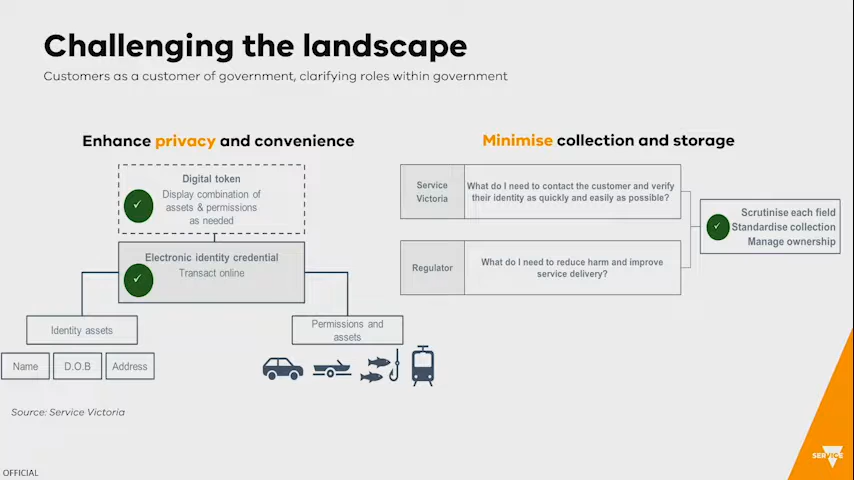 Challenging the landscape
Customers as a customer of government, clarifying roles within government
Enhance privacy and convenience
Digital token
Display combination of
assets & permissions
as needed
Electronic identity credential
Transact online
Identity assets
Permissions and
assets
Name
D.O.B
Address
Source: Service Victoria
Minimise collection and storage
Service
Victoria
What do I need to contact the customer and verify
their identity as quickly and easily as possible?
Regulator
What do I need to reduce harm and improve
service delivery?
Scrutinise each field
Standardise collection
Manage ownership
OFFICIAL
SERVICE